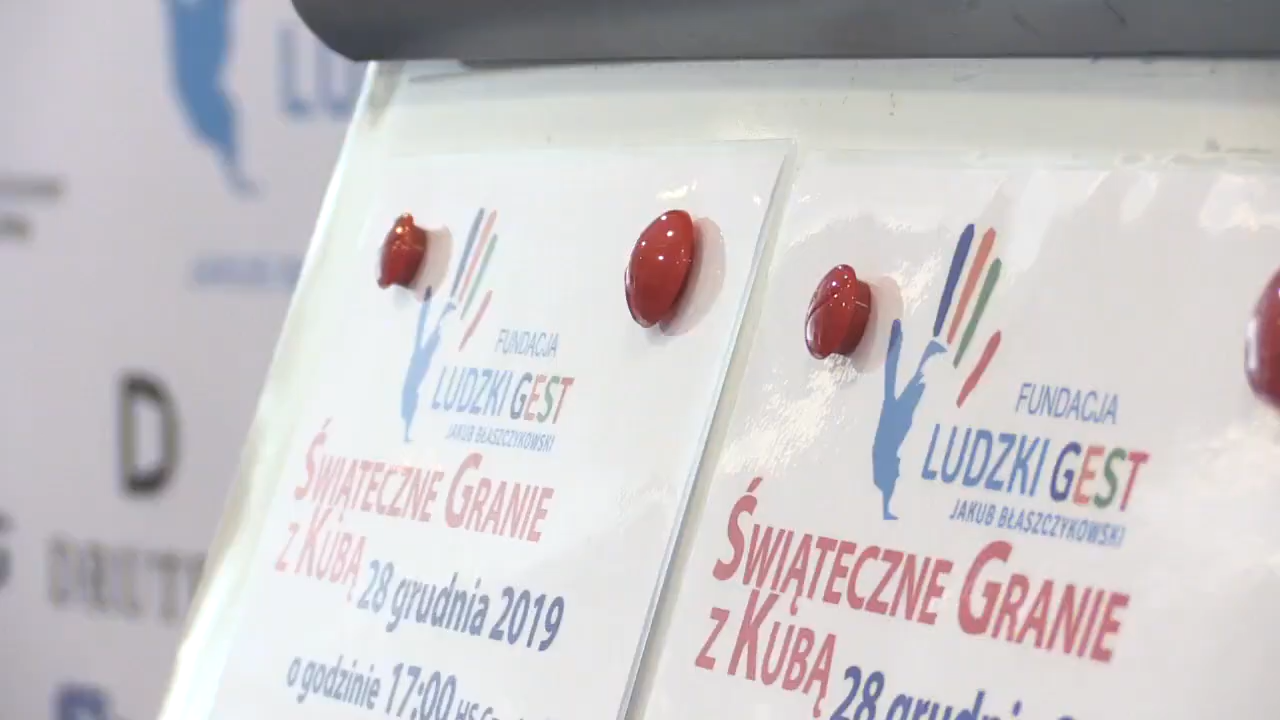 FUNDACJA
LUDZKI GEST
JAKUB BŁASZCZYKOWSKI
ŚWIĄTECZNE GRANIE
Z KUBĄ 28 grudnia 2019
o godzinie 17:00
FUNDACJA
LUDZKI GEST
JAKUB BŁASZCZYKOWSKI
ŚWIĄTECZNE GRANIE
Z KUBĄ 28
D